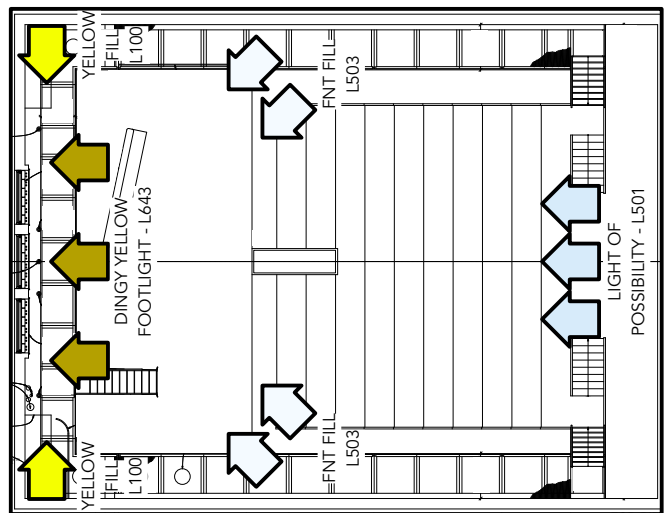 YELLOW
FILL
L100
FNT FILL
L503
DINGY YELLOW
FOOTLIGHT - L643
LIGHT OF
POSSIBILITY - L501
YELLOW
FILL
L100
FNT FILL
L503